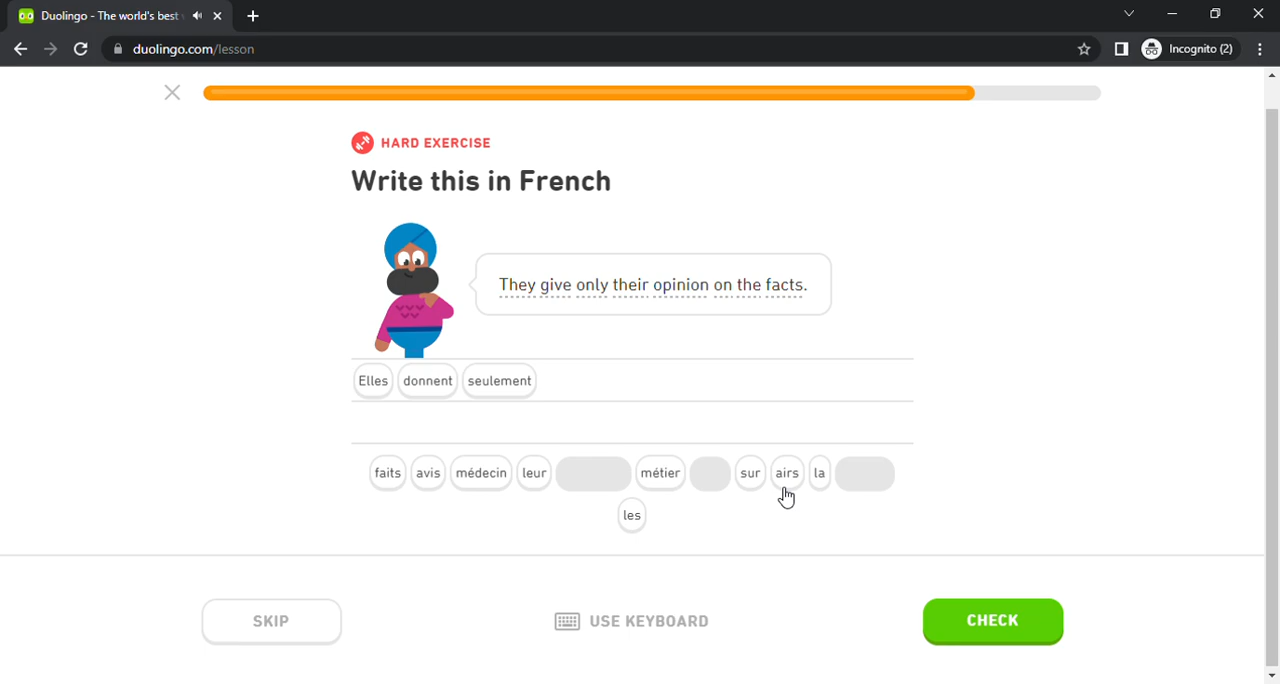 Duolingo - The world's best
duolingo.com/lesson
Incognito (2)
HARD EXERCISE
Write this in French
They give only their opinion on the facts.
Elles donnent seulement
faits avis médecin leur métier sur airs la
les
SKIP USE KEYBOARD CHECK